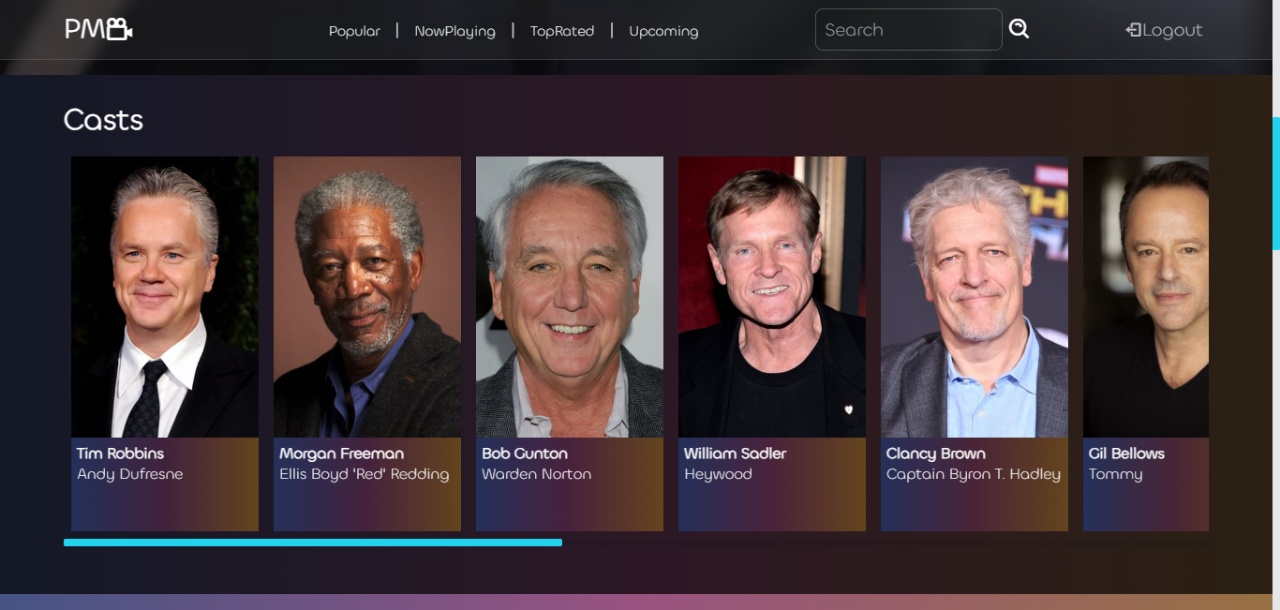 PM
Popular | NowPlaying | TopRated | Upcoming
Search
Logout
Casts
Tim Robbins
Andy Dufresne
Morgan Freeman
Ellis Boyd 'Red' Redding
Bob Gunton
Warden Norton
William Sadler
Heywood
Clancy Brown
Captain Byron T. Hadley
Gil Bellows
Tommy